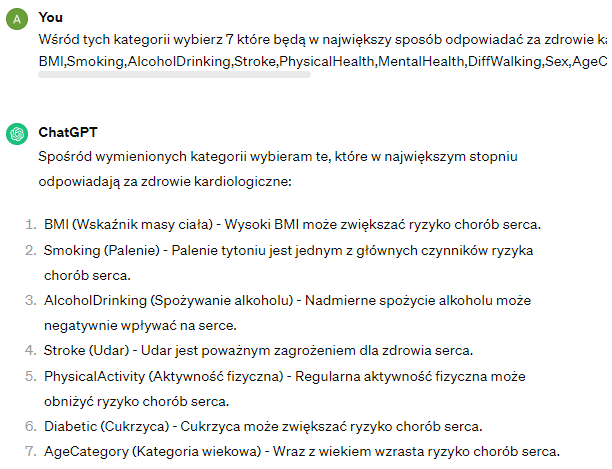 A
You
Wśród tych kategorii wybierz 7 które będą w największy sposób odpowiadać za zdrowie
BMI,Smoking,AlcoholDrinking,Stroke,PhysicalHealth,MentalHealth,DiffWalking,Sex,AgeC
ChatGPT
Spośród wymienionych kategorii wybieram te, które w największym stopniu
odpowiadają za zdrowie kardiologiczne:
1. BMI (Wskaźnik masy ciała) - Wysoki BMI może zwiększać ryzyko chorób serca.
2. Smoking (Palenie) - Palenie tytoniu jest jednym z głównych czynników ryzyka
chorób serca.
3. AlcoholDrinking (Spożywanie alkoholu) - Nadmierne spożycie alkoholu może
negatywnie wpływać na serce.
4. Stroke (Udar) - Udar jest poważnym zagrożeniem dla zdrowia serca.
5. PhysicalActivity (Aktywność fizyczna) - Regularna aktywność fizyczna może
obniżyć ryzyko chorób serca.
6. Diabetic (Cukrzyca) - Cukrzyca może zwiększać ryzyko chorób serca.
7. AgeCategory (Kategoria wiekowa) - Wraz z wiekiem wzrasta ryzyko chorób serca.